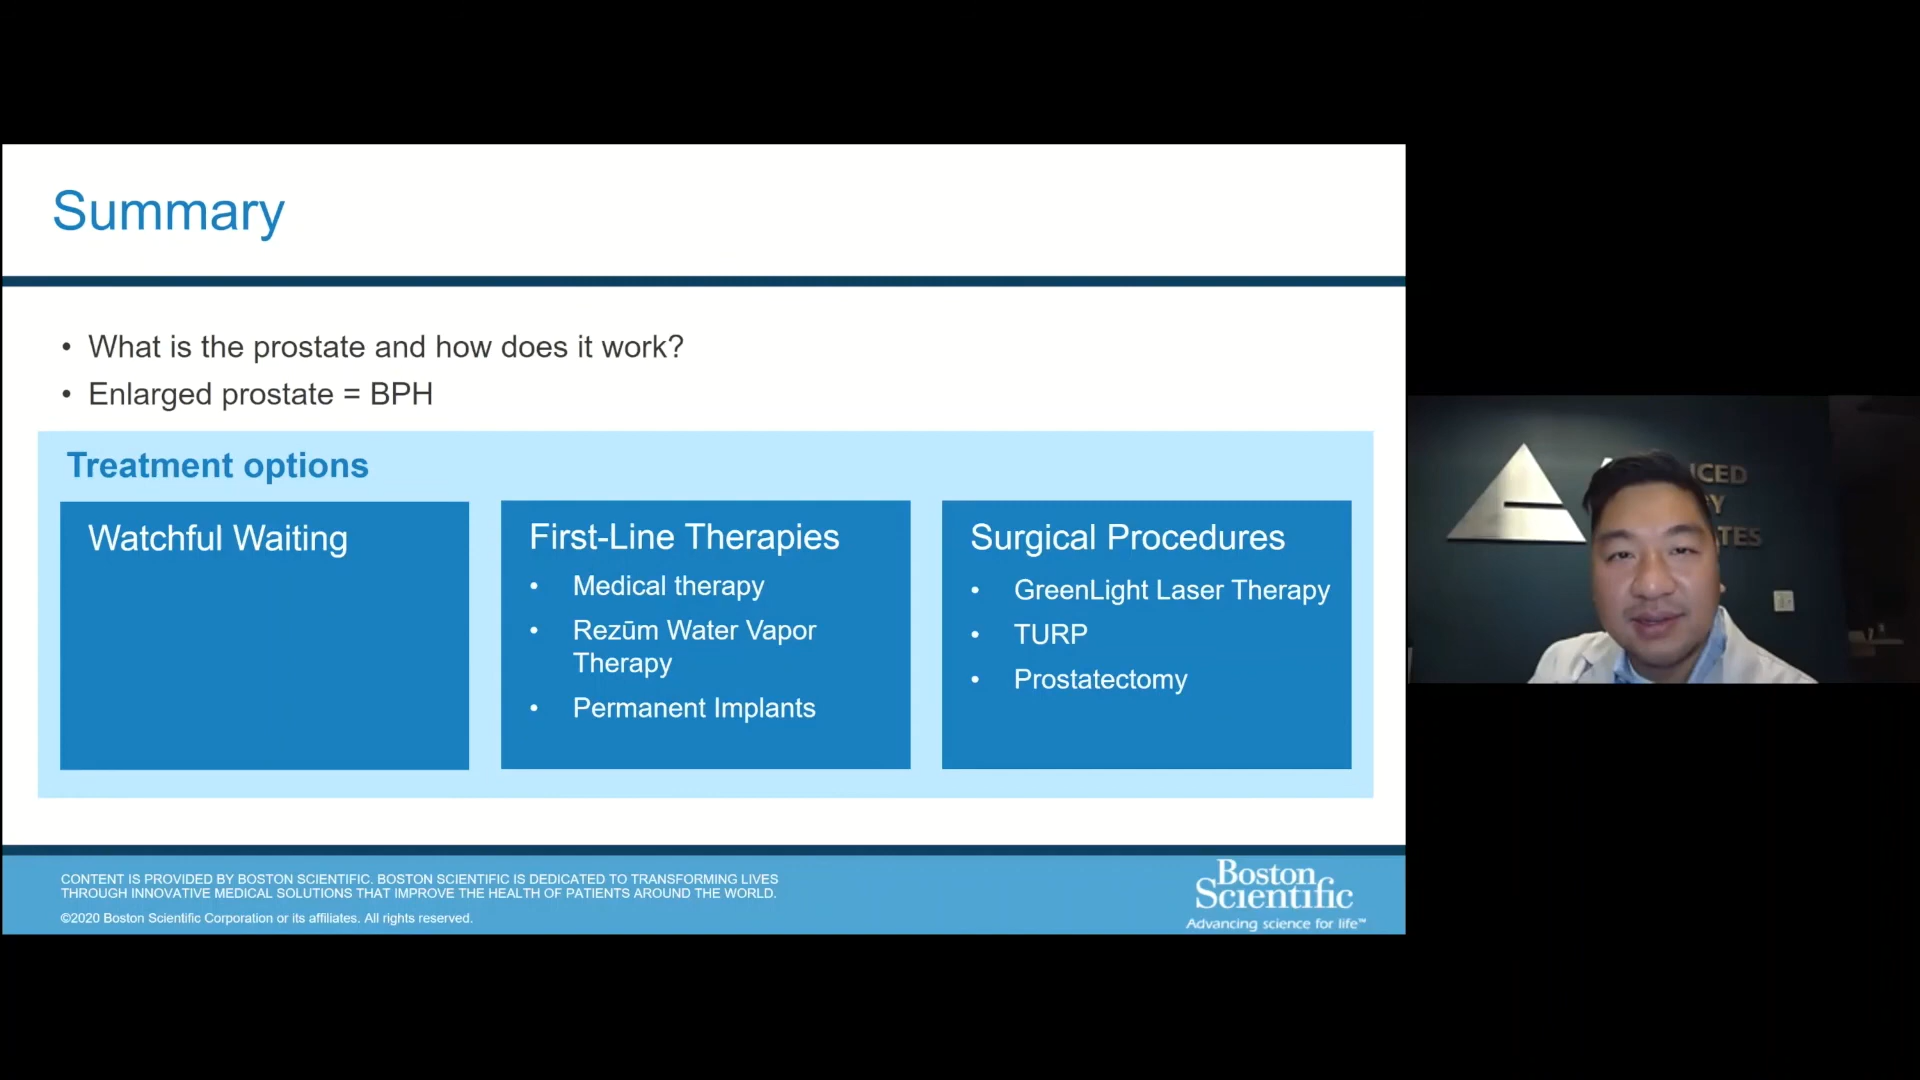 Summary
• What is the prostate and how does it work?
• Enlarged prostate = BPH
Treatment options
Watchful Waiting
First-Line Therapies
• Medical therapy
• Rezūm Water Vapor
Therapy
• Permanent Implants
Surgical Procedures
• GreenLight Laser Therapy
• TURP
• Prostatectomy
CONTENT IS PROVIDED BY BOSTON SCIENTIFIC. BOSTON SCIENTIFIC IS DEDICATED TO TRANSFORMING LIVES
THROUGH INNOVATIVE MEDICAL SOLUTIONS THAT IMPROVE THE HEALTH OF PATIENTS AROUND THE WORLD.
©2020 Boston Scientific Corporation or its affiliates. All rights reserved.
Boston
Scientific
Advancing science for life™